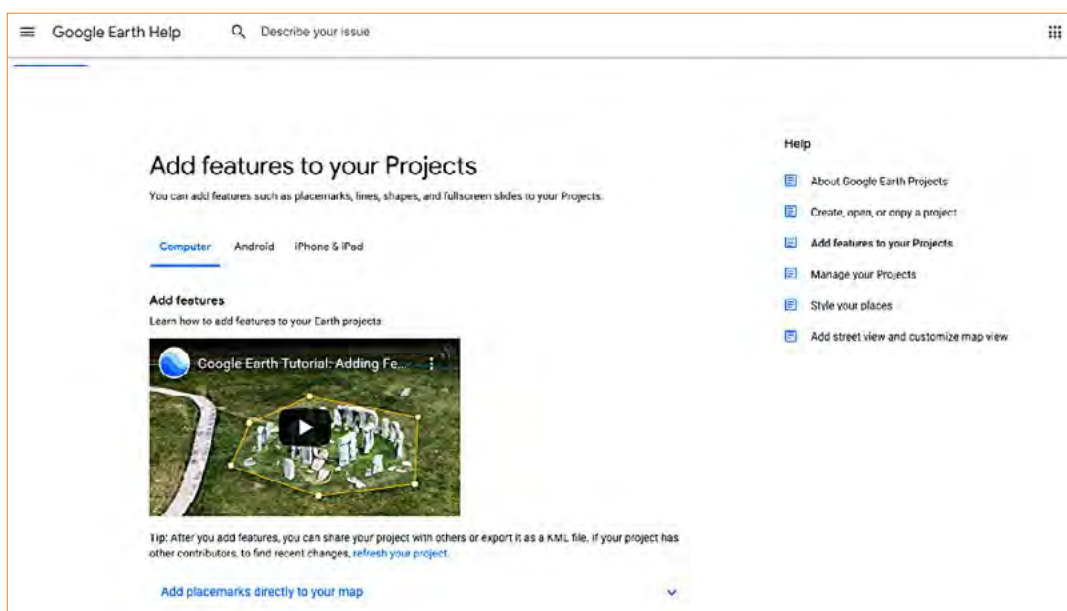 Google Earth Help
Describe your issue
Add features to your Projects
You can add features such as placemarks, lines, shapes, and fullscreen slides to your Projects.
Computer
Android
iPhone & iPad
Add features
Learn how to add features to your Earth projects
Google Earth Tutorial: Adding Fe...
Tip: After you add features, you can share your project with others or export it as a KML file. If your project has
other contributors, to find recent changes, refresh your project.
Add placemarks directly to your map
Help
About Google Earth Projects
Create, open, or copy a project
Add features to your Projects
Manage your Projects
Style your places
Add street view and customize map view